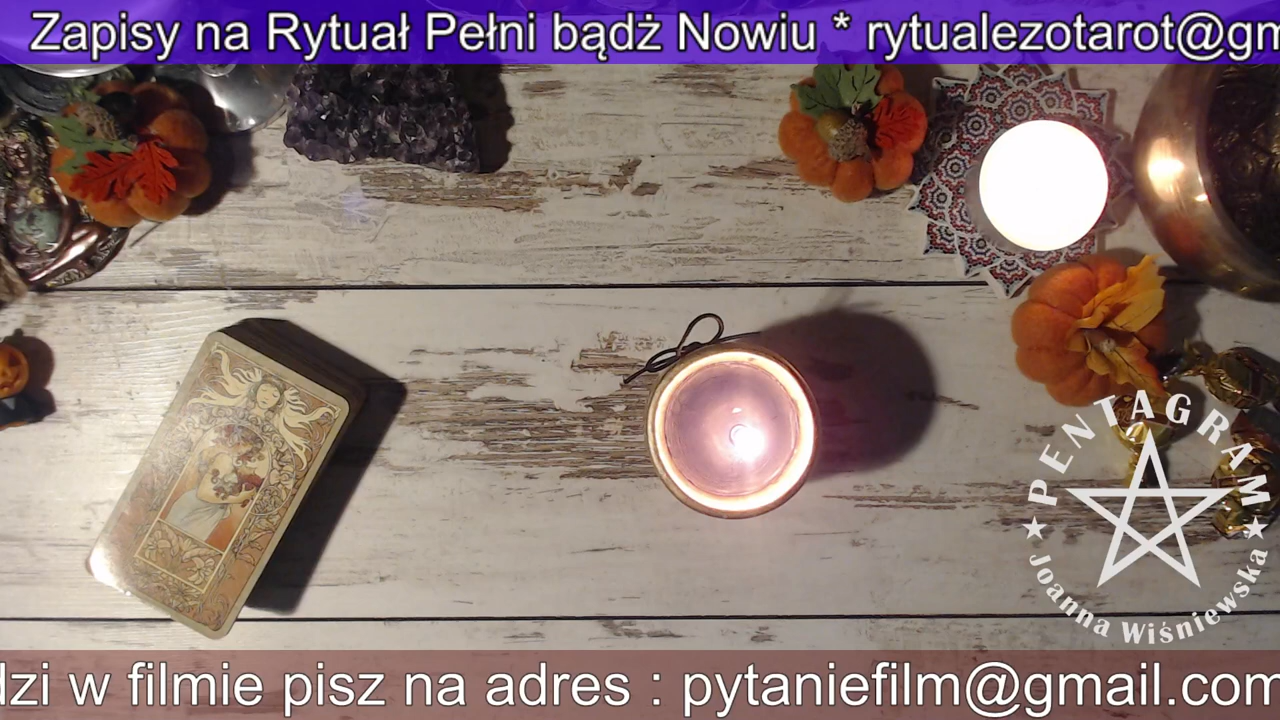 Zapisy na Rytuał Pełni bądź Nowiu * rytualezotarot@gm
PENTAGRAM
Joanna Wiśniewska
dzi w filmie pisz na adres : pytaniefilm@gmail.com